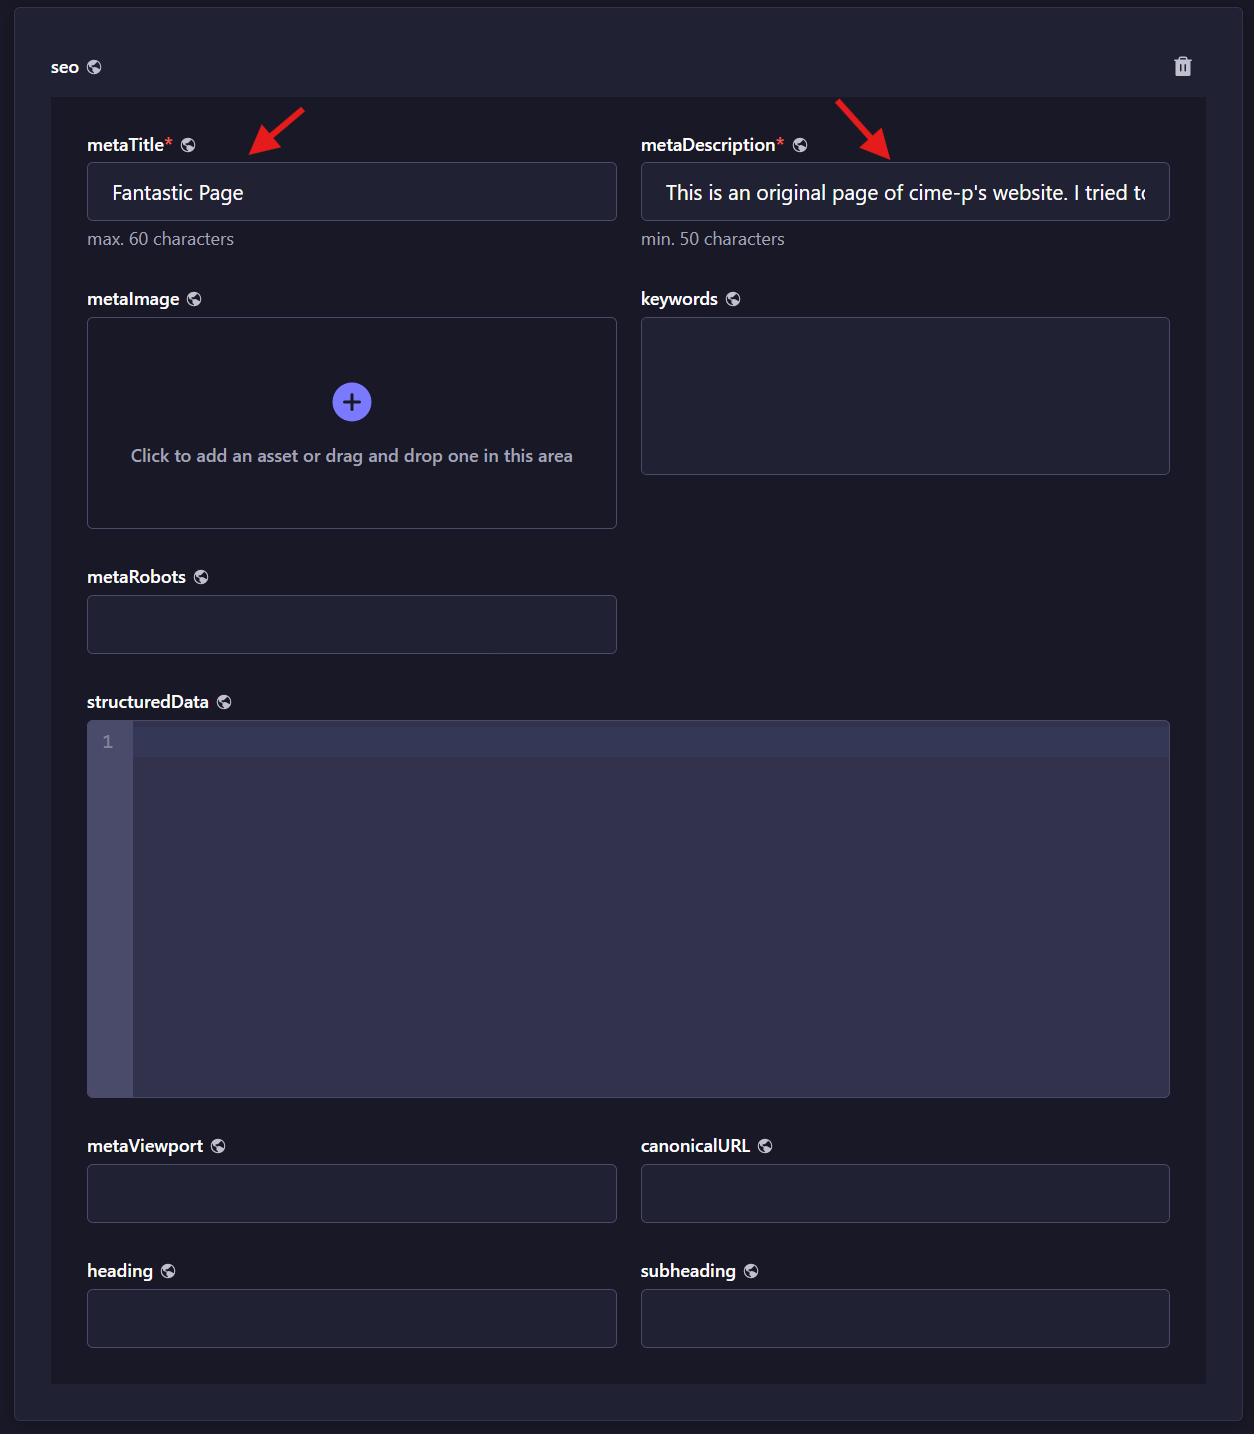 seo
metaTitle*
metaDescription*
Fantastic Page
This is an original page of cime-p's website. I tried
max. 60 characters
min. 50 characters
metaImage
keywords
Click to add an asset or drag and drop one in this area
metaRobots
structuredData
1
metaViewport
canonicalURL
heading
subheading